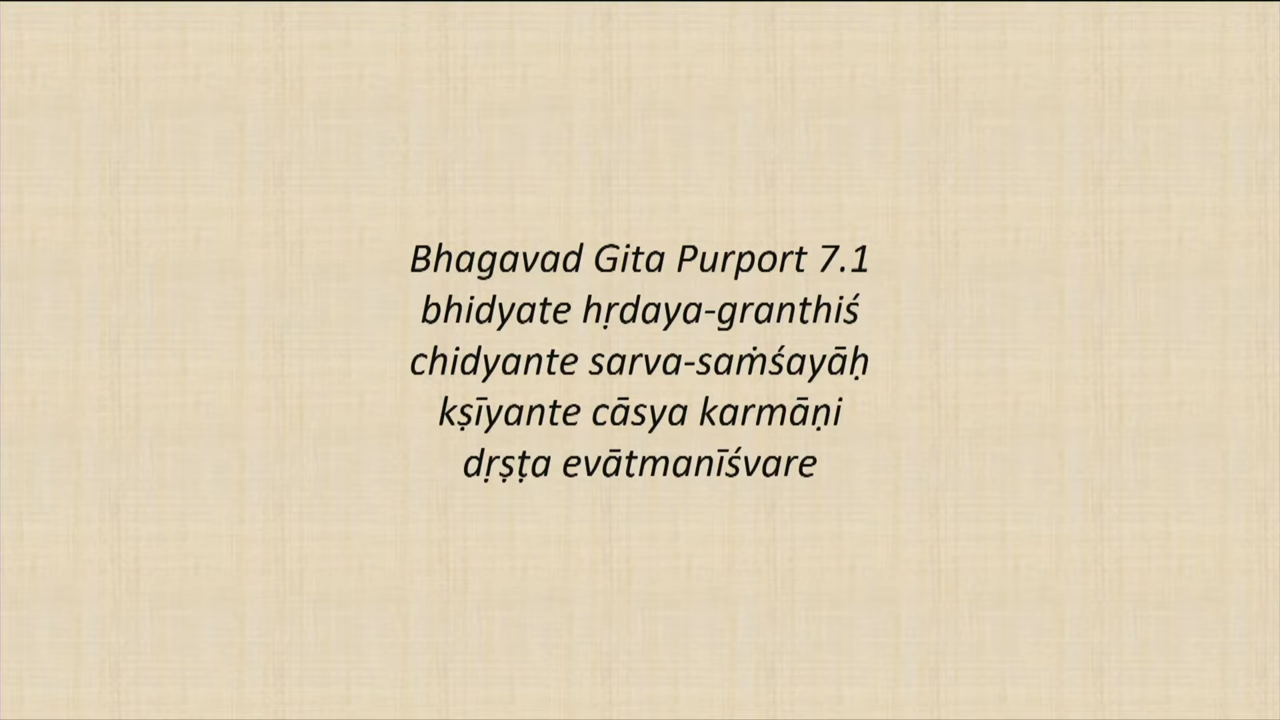 Bhagavad Gita Purport 7.1
bhidyate hṛdaya-granthiś
chidyante sarva-saṁśayāḥ
kṣīyante cāsya karmāṇi
dṛṣṭa evātmanīśvare